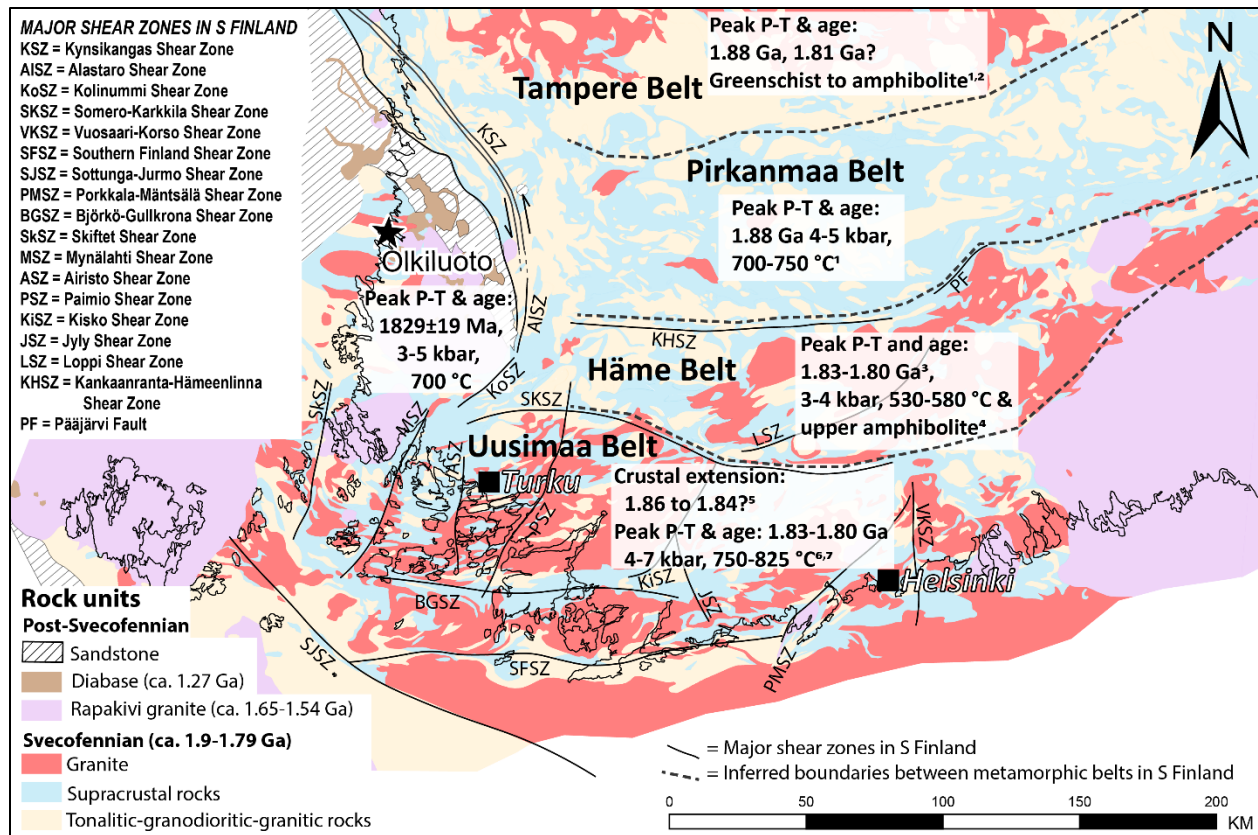 MAJOR SHEAR ZONES IN S FINLAND
KSZ = Kynsikangas Shear Zone
AlSZ = Alastaro Shear Zone
KoSZ = Kolinummi Shear Zone
SKSZ = Somero-Karkkila Shear Zone
VKSZ = Vuosaari-Korso Shear Zone
SFSZ = Southern Finland Shear Zone
SJSZ = Sottunga-Jurmo Shear Zone
PMSZ = Porkkala-Mäntsälä Shear Zone
BGSZ = Björkö-Gullkrona Shear Zone
SkSZ = Skiftet Shear Zone
MSZ = Mynälahti Shear Zone
ASZ = Airisto Shear Zone
PSZ = Paimio Shear Zone
KiSZ = Kisko Shear Zone
JSZ = Jyly Shear Zone
LSZ = Loppi Shear Zone
KHSZ = Kankaanranta-Hämeenlinna
Shear Zone
PF = Pääjärvi Fault
Peak P-T & age:
1.88 Ga, 1.81 Ga?
Greenschist to amphibolite¹,²
Tampere Belt
N
KSZ
Pirkanmaa Belt
Peak P-T & age:
1.88 Ga 4-5 kbar,
700-750 °C¹
Olkiluoto
Peak P-T & age:
1829±19 Ma,
3-5 kbar,
700 °C
AlSZ
PF
KHSZ
Häme Belt
Peak P-T and age:
1.83-1.80 Ga³,
3-4 kbar, 530-580 °C &
upper amphibolite⁴
KoSZ
SkSZ
MSZ
SKSZ
LSZ
Uusimaa Belt
ASZ
Turku
PSZ
Crustal extension:
1.86 to 1.84?⁵
Peak P-T & age: 1.83-1.80 Ga
4-7 kbar, 750-825 °C⁶,⁷
VKSZ
KiSZ
Helsinki
BGSZ
JSZ
SJSZ
SFSZ
PMSZ
Rock units
Post-Svecofennian
Sandstone
Diabase (ca. 1.27 Ga)
Rapakivi granite (ca. 1.65-1.54 Ga)
Svecofennian (ca. 1.9-1.79 Ga)
Granite
Supracrustal rocks
Tonalitic-granodioritic-granitic rocks
= Major shear zones in S Finland
= Inferred boundaries between metamorphic belts in S Finland
0 50 100 150 200
KM